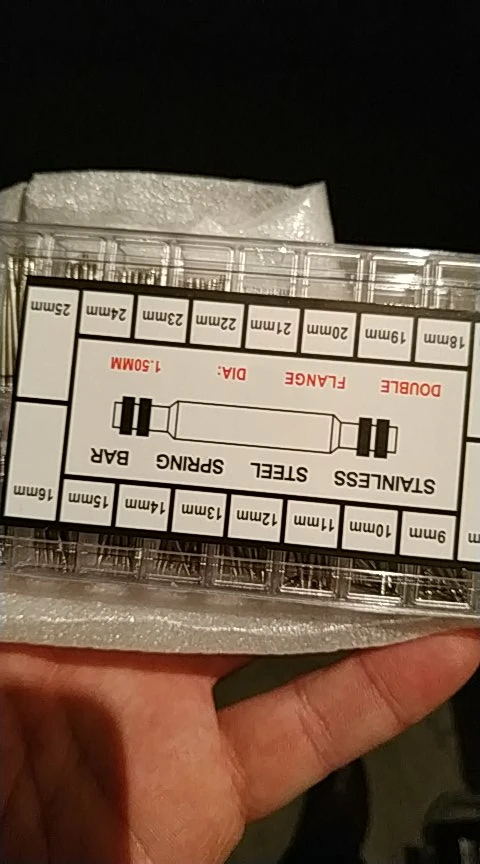 9mm 10mm 11mm 12mm 13mm 14mm 15mm 16mm
STAINLESS STEEL SPRING BAR
DOUBLE FLANGE DIA: 1.50MM
18mm 19mm 20mm 21mm 22mm 23mm 24mm 25mm